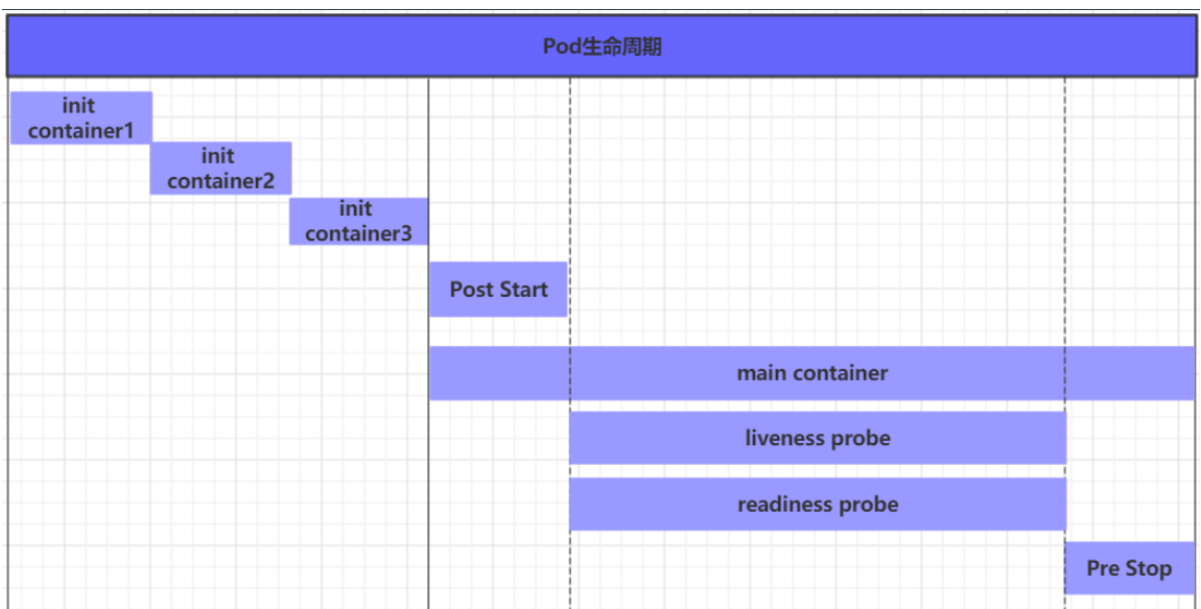 Pod生命周期
init
container1
init
container2
init
container3
Post Start
main container
liveness probe
readiness probe
Pre Stop